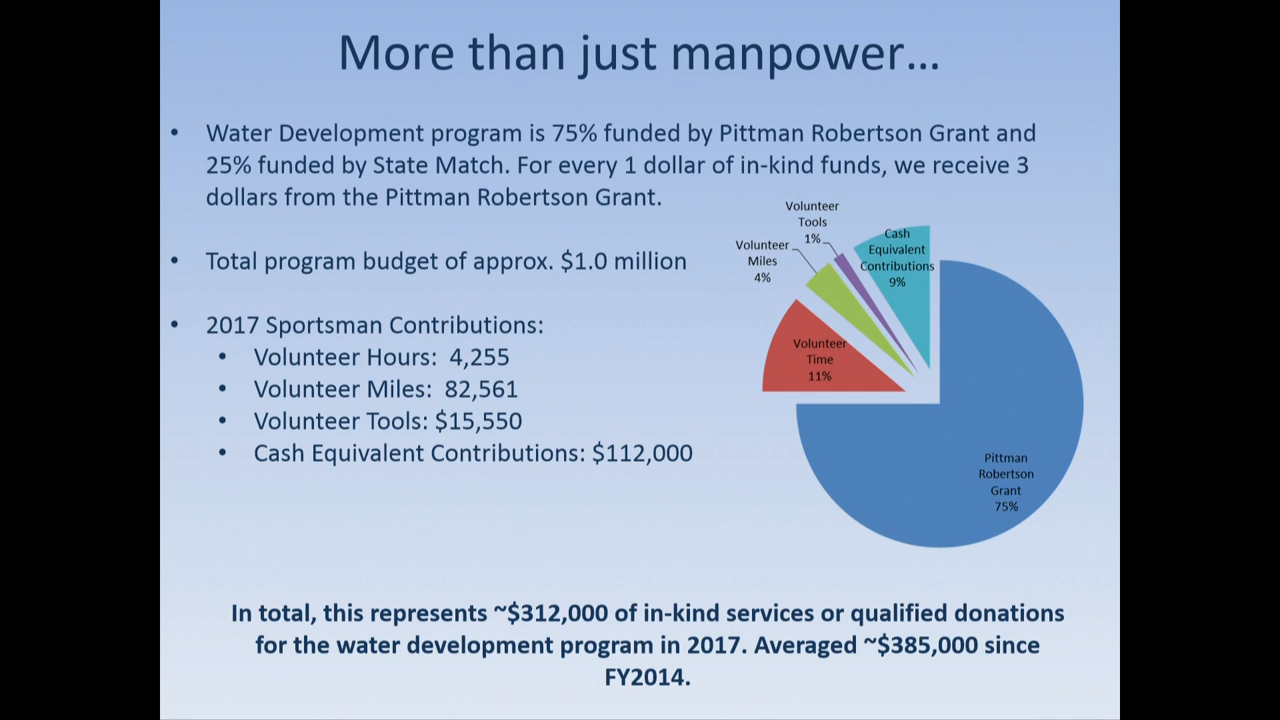 More than just manpower…
• Water Development program is 75% funded by Pittman Robertson Grant and
25% funded by State Match. For every 1 dollar of in-kind funds, we receive 3
dollars from the Pittman Robertson Grant.
• Total program budget of approx. $1.0 million
• 2017 Sportsman Contributions:
• Volunteer Hours: 4,255
• Volunteer Miles: 82,561
• Volunteer Tools: $15,550
• Cash Equivalent Contributions: $112,000
Volunteer
Tools
1%
Volunteer
Miles
4%
Cash
Equivalent
Contributions
9%
Volunteer
Time
11%
Pittman
Robertson
Grant
75%
In total, this represents ~$312,000 of in-kind services or qualified donations
for the water development program in 2017. Averaged ~$385,000 since
FY2014.